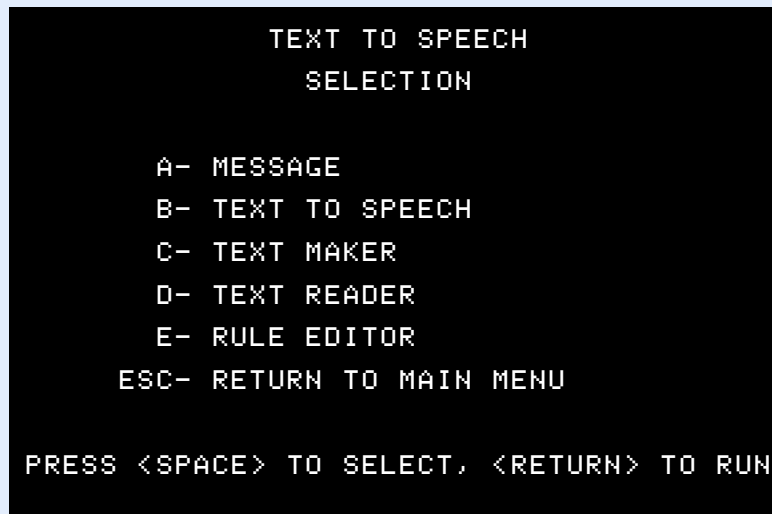 TEXT TO SPEECH
SELECTION
A- MESSAGE
B- TEXT TO SPEECH
C- TEXT MAKER
D- TEXT READER
E- RULE EDITOR
ESC- RETURN TO MAIN MENU
PRESS <SPACE> TO SELECT, <RETURN> TO RUN